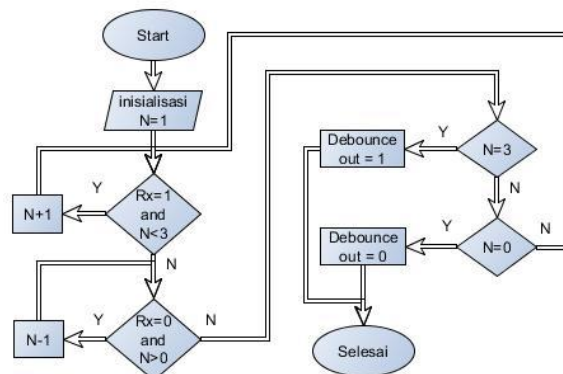 Start
inisialisasi
N=1
Rx=1
and
N<3
Y
N+1
N
Rx=0
and
N>0
Y
N-1
N
N=3
Y
Debounce
out = 1
N
N=0
Y
N
Debounce
out = 0
Selesai